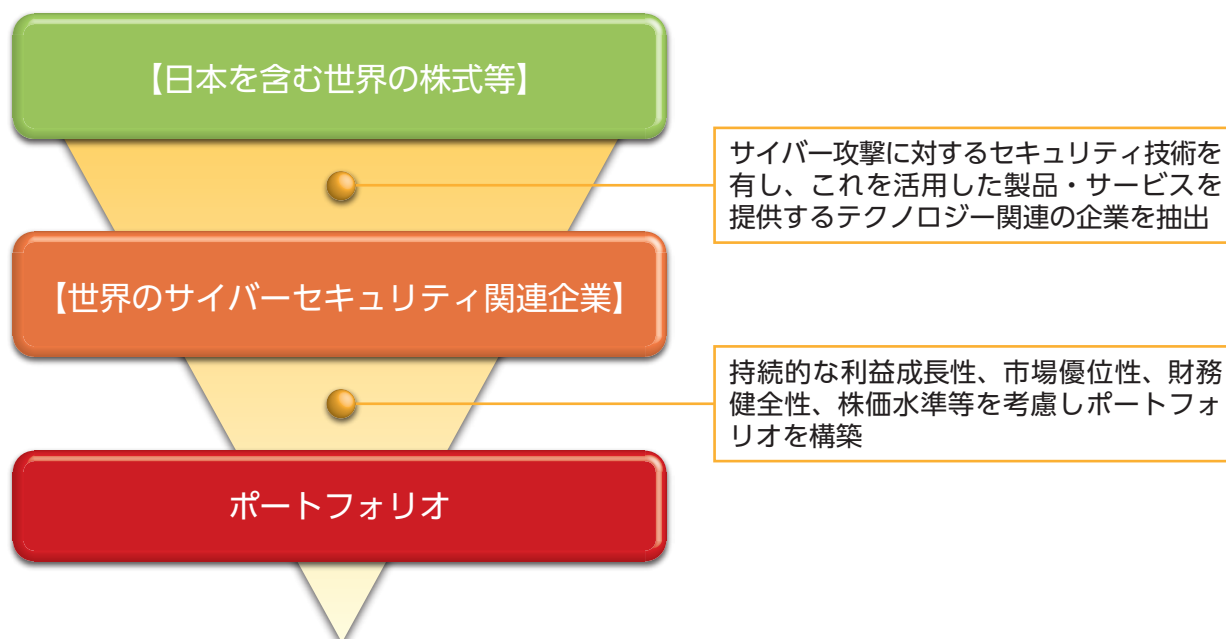 【日本を含む世界の株式等】
サイバー攻撃に対するセキュリティ技術を
有し、これを活用した製品・サービスを
提供するテクノロジー関連の企業を抽出
【世界のサイバーセキュリティ関連企業】
持続的な利益成長性、市場優位性、財務
健全性、株価水準等を考慮しポートフォ
リオを構築
ポートフォリオ